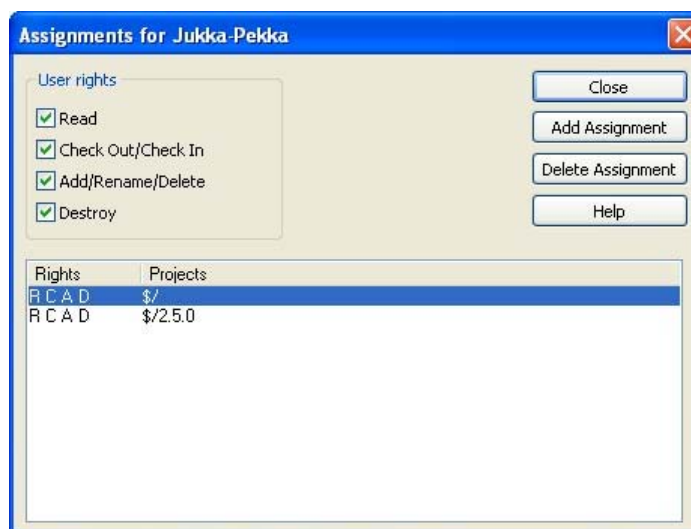 Assignments for Jukka-Pekka
User rights
Read
Check Out/Check In
Add/Rename/Delete
Destroy
Close
Add Assignment
Delete Assignment
Help
Rights Projects
R C A D $/
R C A D $/2.5.0